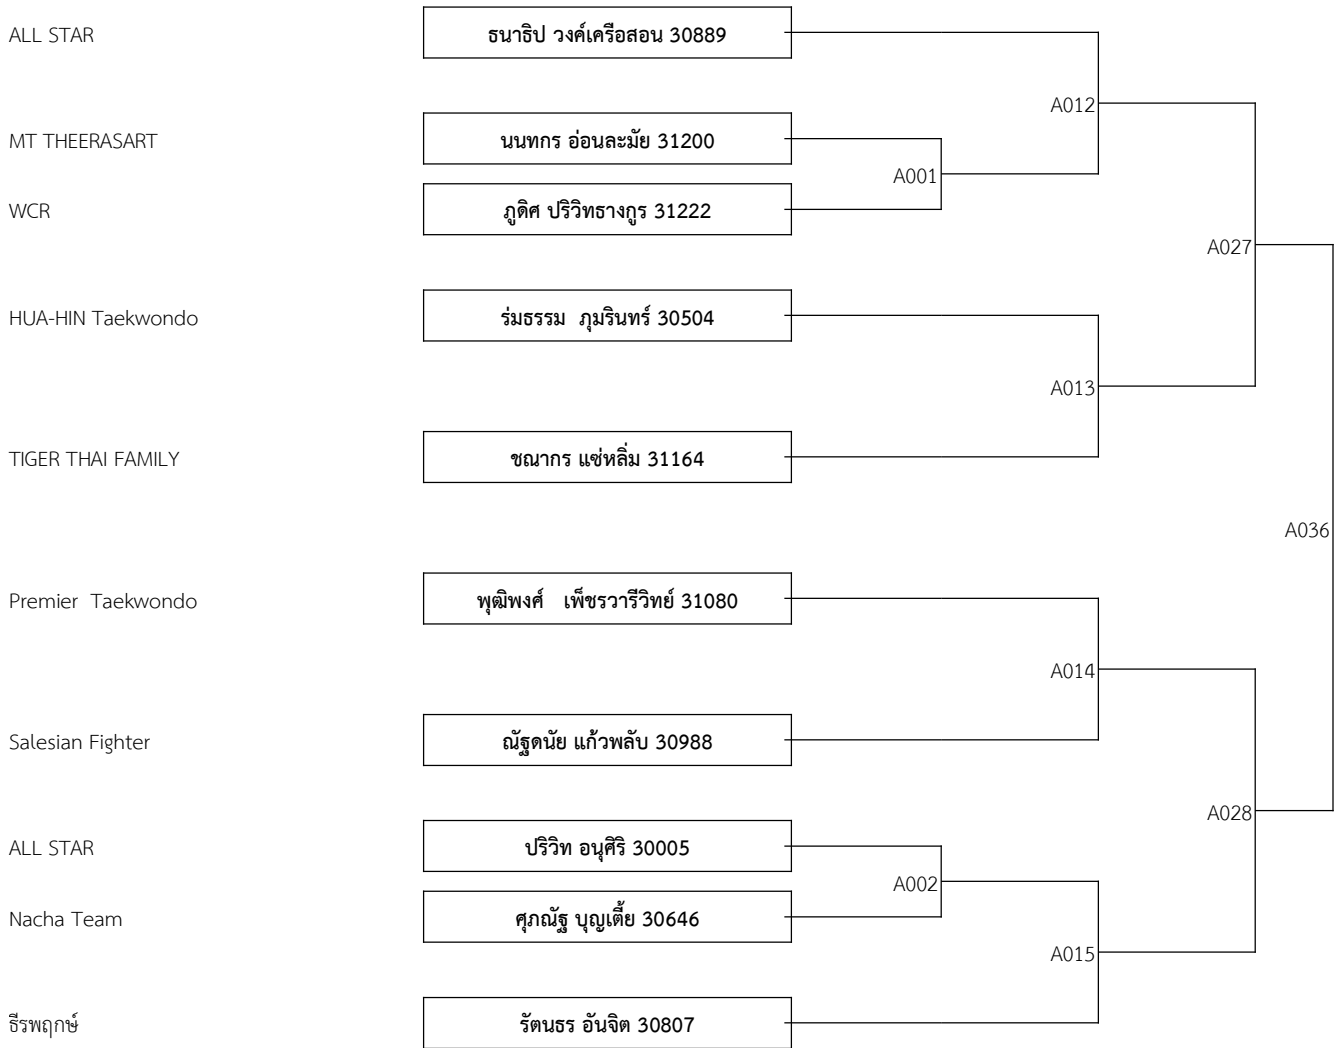 ALL STAR
ธนาธิป วงค์เครือสอน 30889
A012
MT THEERASART
นนทกร อ่อนละมัย 31200
A001
WCR
ภูดิศ ปริวิทธางกูร 31222
A027
HUA-HIN Taekwondo
ร่มธรรม  ภุมรินทร์ 30504
A013
TIGER THAI FAMILY
ชณากร แซ่หลิ่ม 31164
A036
Premier  Taekwondo
พุฒิพงศ์   เพ็ชรวารีวิทย์ 31080
A014
Salesian Fighter
ณัฐดนัย แก้วพลับ 30988
A028
ALL STAR
ปริวิท อนุศิริ 30005
A002
Nacha Team
ศุภณัฐ บุญเตี้ย 30646
A015
ธีรพฤกษ์
รัตนธร อันจิต 30807